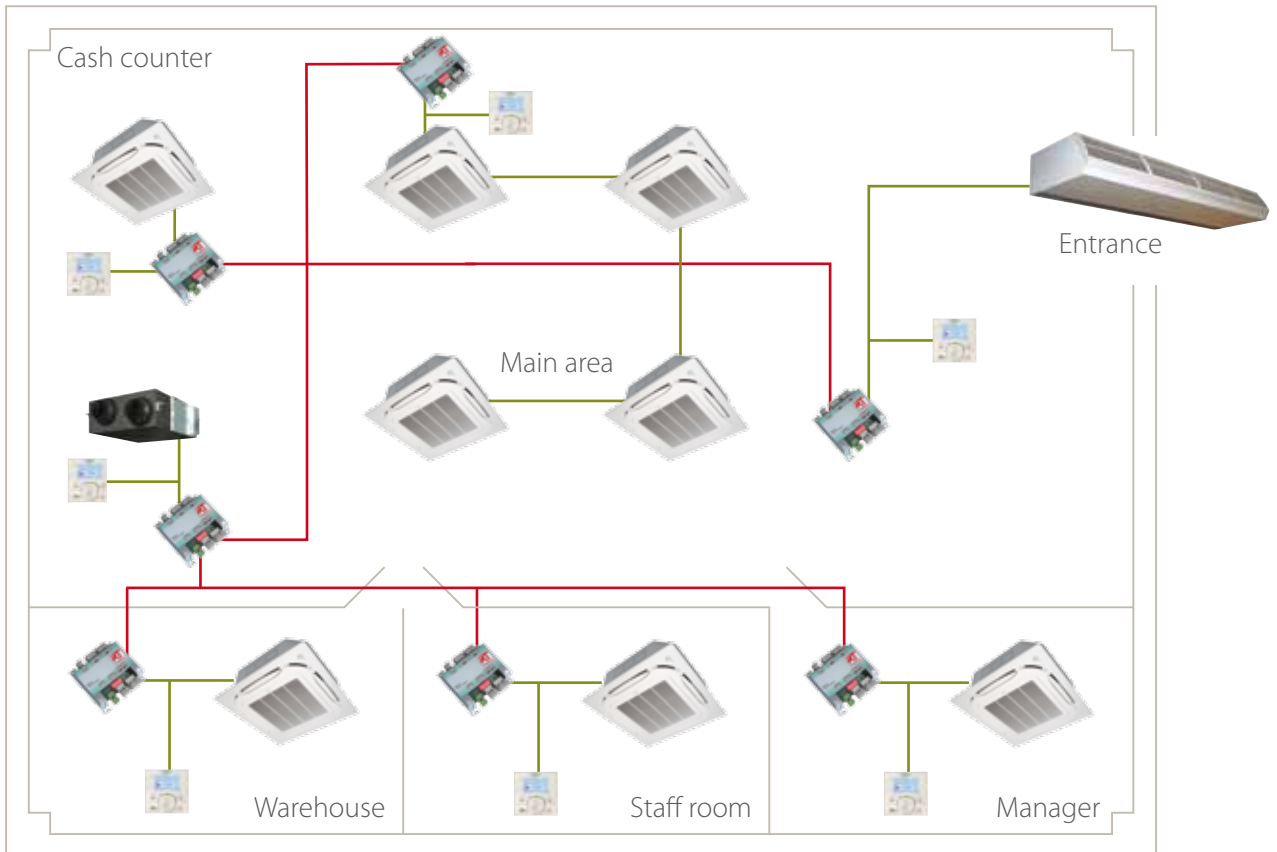 Cash counter
Entrance
Main area
Warehouse
Staff room
Manager